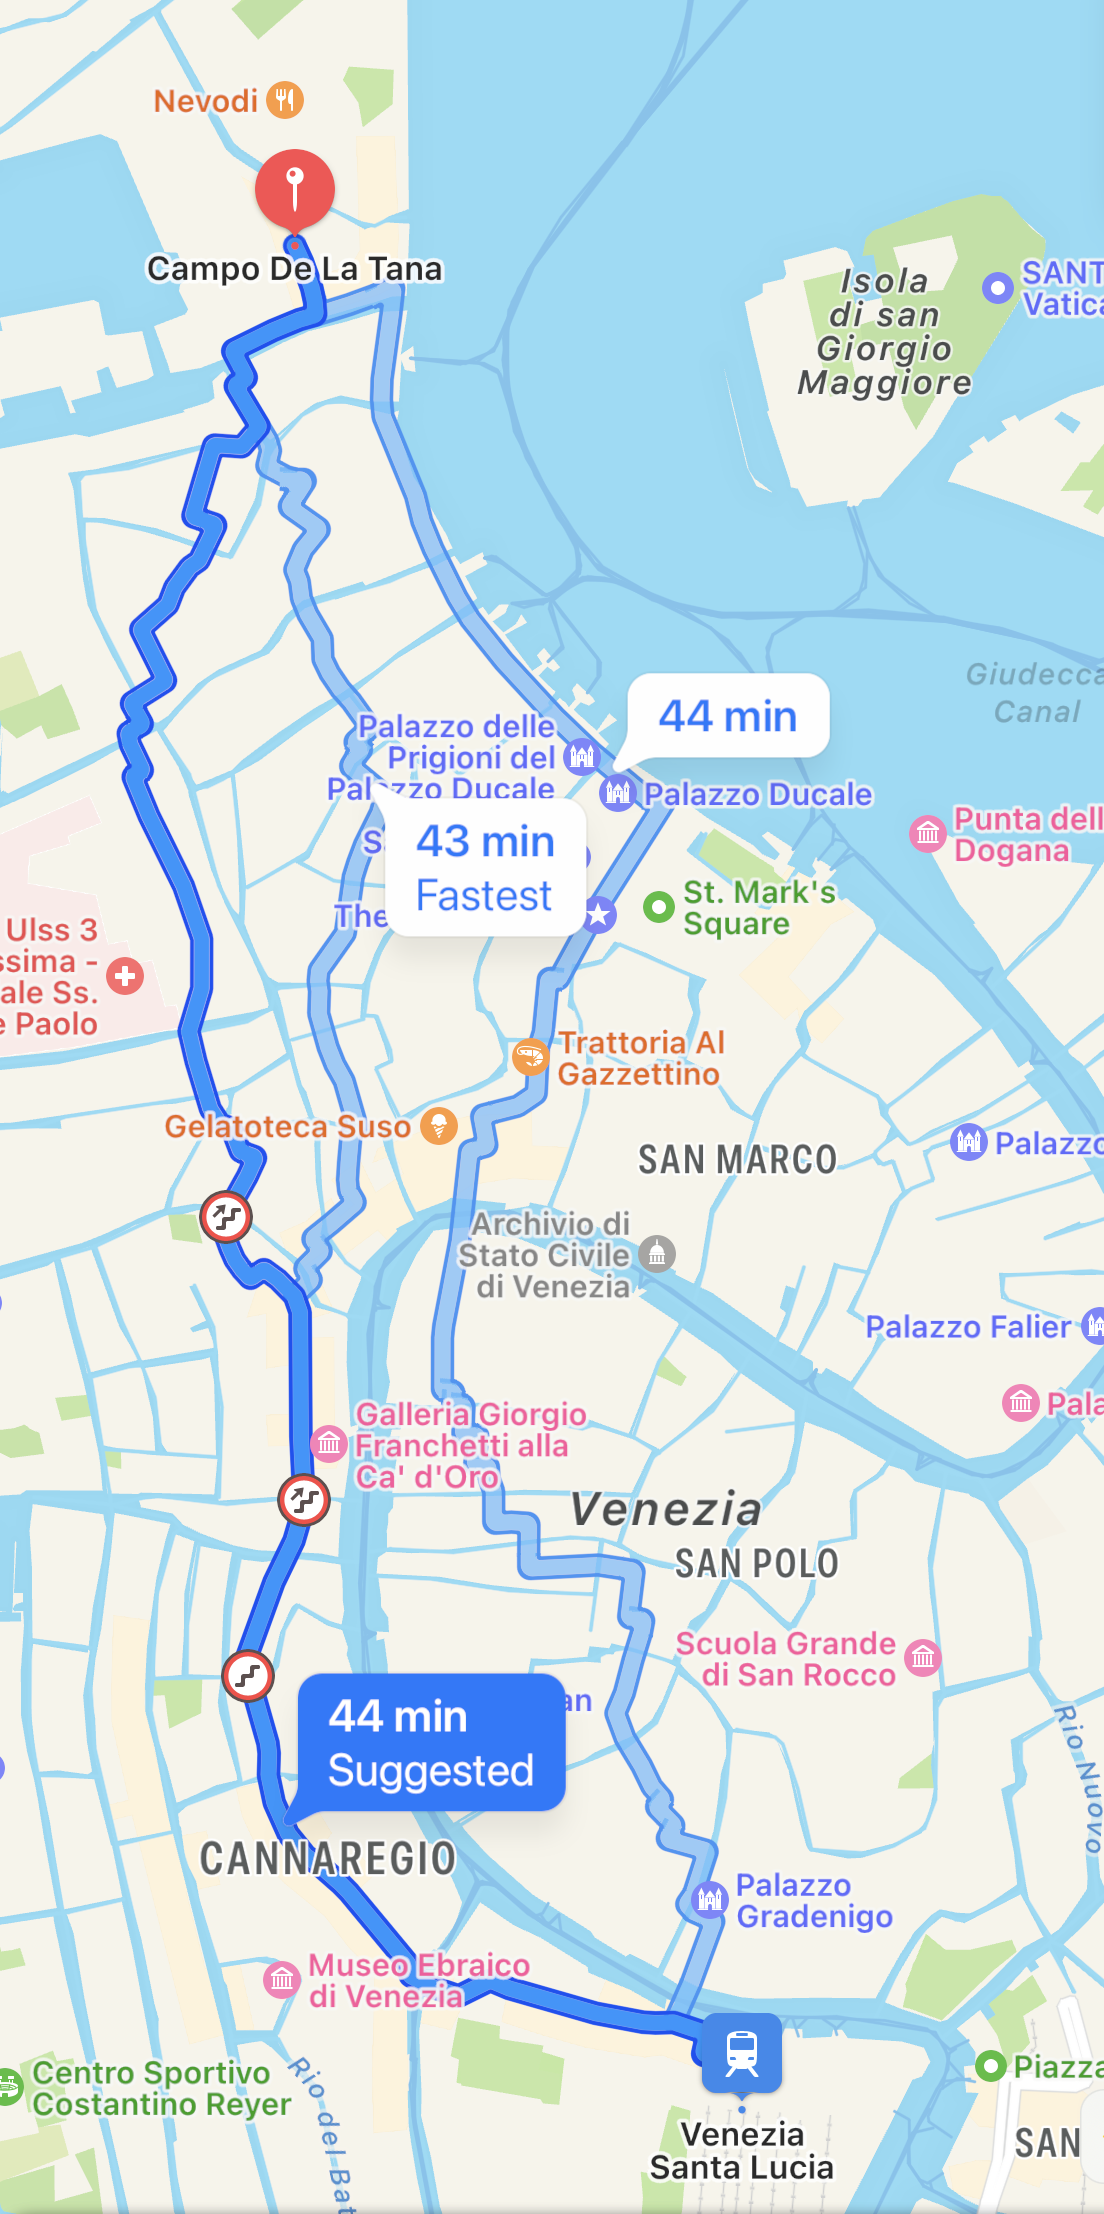 Nevodi
Campo De La Tana
Isola
di san
Giorgio
Maggiore
SANT
Vatica
Giudecca
Canal
44 min
Palazzo delle
Prigioni del
Palazzo Ducale
Palazzo Ducale
43 min
Fastest
S
The
Punta dell
Dogana
St. Mark's
Square
Ulss 3
ssima -
ale Ss.
e Paolo
Trattoria Al
Gazzettino
Gelatoteca Suso
SAN MARCO
Palazzo
Archivio di
Stato Civile
di Venezia
Palazzo Falier
Pala
Galleria Giorgio
Franchetti alla
Ca' d'Oro
Venezia
SAN POLO
Scuola Grande
di San Rocco
an
44 min
Suggested
Rio Nuovo
CANNAREGIO
Palazzo
Gradenigo
Museo Ebraico
di Venezia
Centro Sportivo
Costantino Reyer
Rio del Bat
Piazza
Venezia
Santa Lucia
SAN